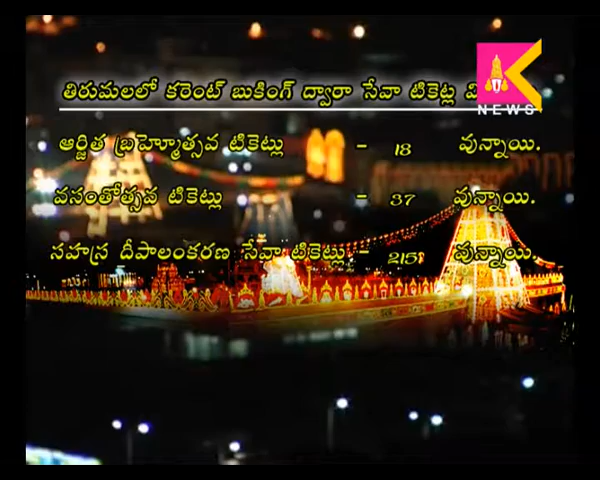 తిరుమలలో కరెంట్ బుకింగ్ ద్వారా సేవా టికెట్ల
K
NEWS
ఆర్జిత బ్రహ్మోత్సవ టికెట్లు - 18 వున్నాయి.
వసంతోత్సవ టికెట్లు - 37 వున్నాయి.
సహస్ర దీపాలంకరణ సేవా టికెట్లు - 215 వున్నాయి.